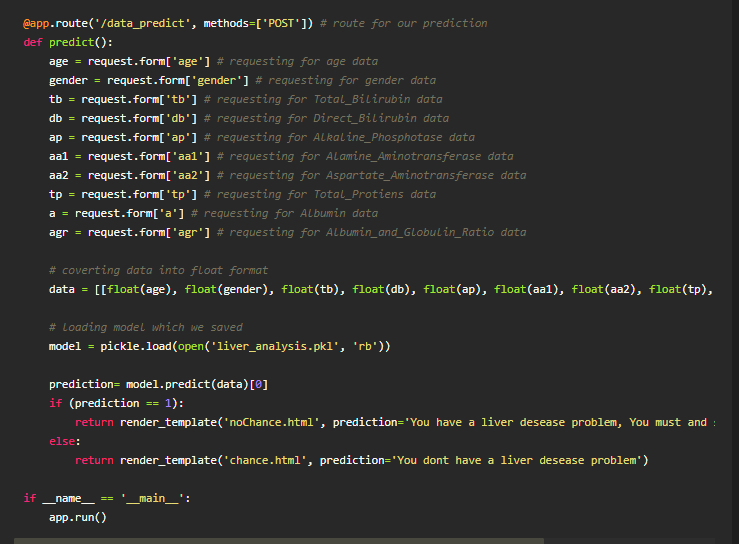 @app.route('/data_predict', methods=['POST']) # route for our prediction
def predict():
    age = request.form['age'] # requesting for age data
    gender = request.form['gender'] # requesting for gender data
    tb = request.form['tb'] # requesting for Total_Bilirubin data
    db = request.form['db'] # requesting for Direct_Bilirubin data
    ap = request.form['ap'] # requesting for Alkaline_Phosphotase data
    aa1 = request.form['aa1'] # requesting for Alamine_Aminotransferase data
    aa2 = request.form['aa2'] # requesting for Aspartate_Aminotransferase data
    tp = request.form['tp'] # requesting for Total_Protiens data
    a = request.form['a'] # requesting for Albumin data
    agr = request.form['agr'] # requesting for Albumin_and_Globulin_Ratio data
    # coverting data into float format
    data = [[float(age), float(gender), float(tb), float(db), float(ap), float(aa1), float(aa2), float(tp),
    # loading model which we saved
    model = pickle.load(open('liver_analysis.pkl', 'rb'))
    prediction= model.predict(data)[0]
    if (prediction == 1):
        return render_template('noChance.html', prediction='You have a liver desease problem, You must and
    else:
        return render_template('chance.html', prediction='You dont have a liver desease problem')
if __name__ == '__main__':
    app.run()